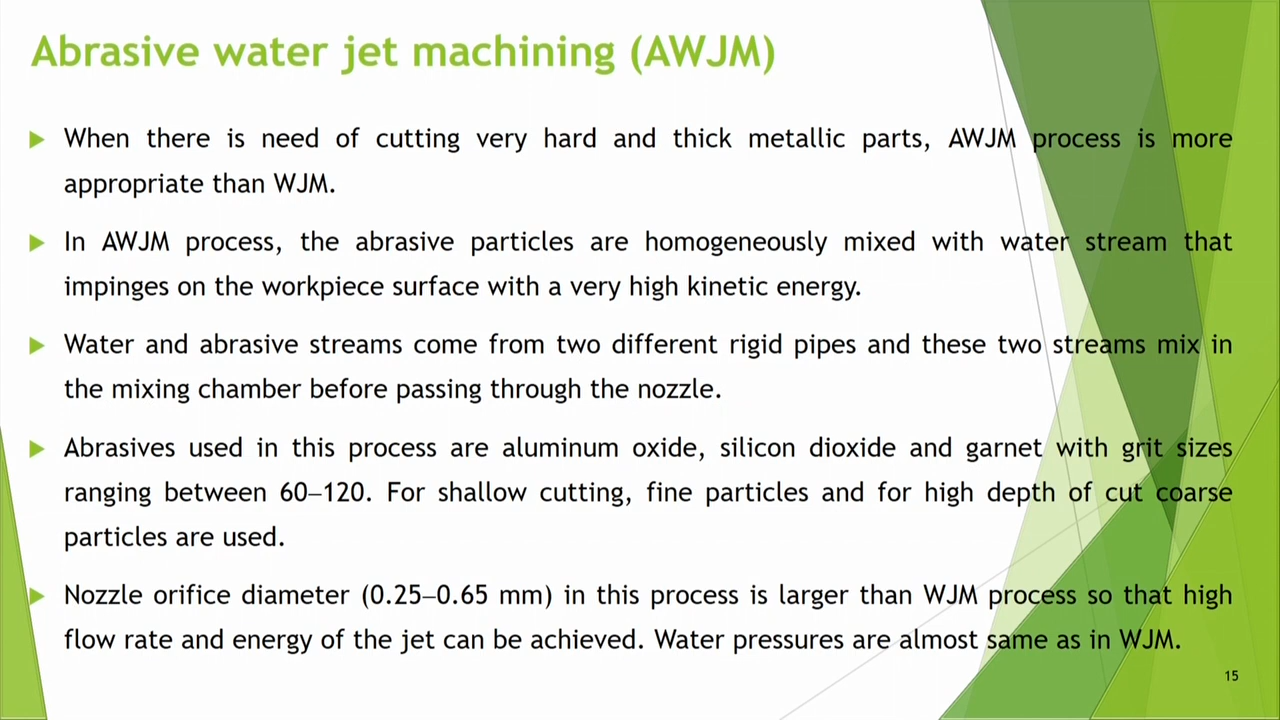 Abrasive water jet machining (AWJM)
When there is need of cutting very hard and thick metallic parts, AWJM process is more
appropriate than WJM.
In AWJM process, the abrasive particles are homogeneously mixed with water stream that
impinges on the workpiece surface with a very high kinetic energy.
Water and abrasive streams come from two different rigid pipes and these two streams mix in
the mixing chamber before passing through the nozzle.
Abrasives used in this process are aluminum oxide, silicon dioxide and garnet with grit sizes
ranging between 60–120. For shallow cutting, fine particles and for high depth of cut coarse
particles are used.
Nozzle orifice diameter (0.25–0.65 mm) in this process is larger than WJM process so that high
flow rate and energy of the jet can be achieved. Water pressures are almost same as in WJM.
15